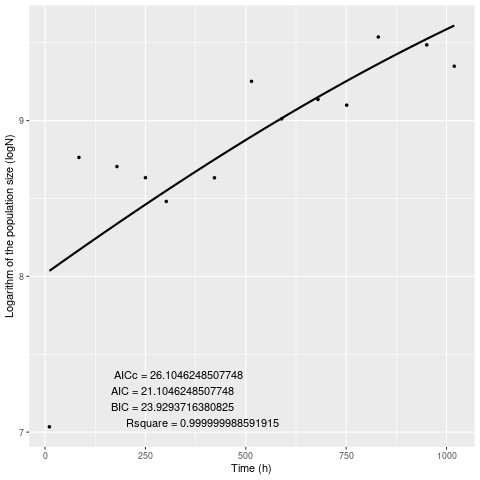 Logarithm of the population size (logN)
9
8
7
AICc = 26.1046248507748
AIC = 21.1046248507748
BIC = 23.9293716380825
Rsquare = 0.999999988591915
0 250 500 750 1000
Time (h)